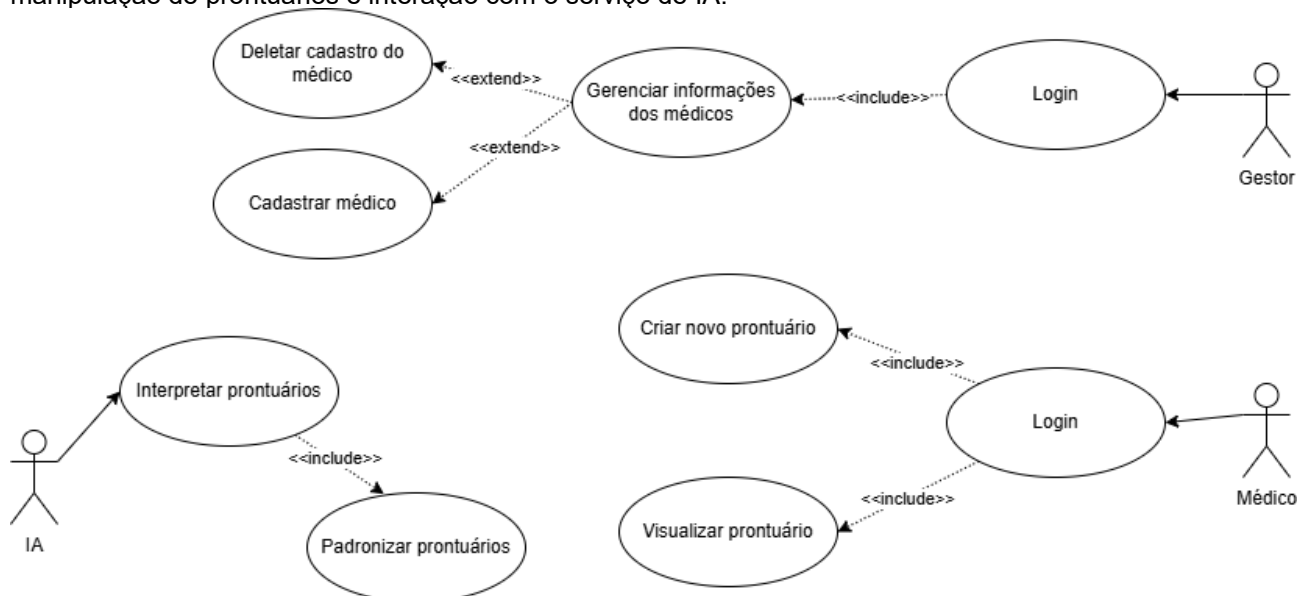 manipulação de prontuários e interação com o serviço de IA.
Deletar cadastro do
médico
<<extend>>
Gerenciar informações
dos médicos
<<include>>
Login
Gestor
<<extend>>
Cadastrar médico
Criar novo prontuário
<<include>>
Interpretar prontuários
Login
Médico
<<include>>
<<include>>
Visualizar prontuário
Padronizar prontuários
IA